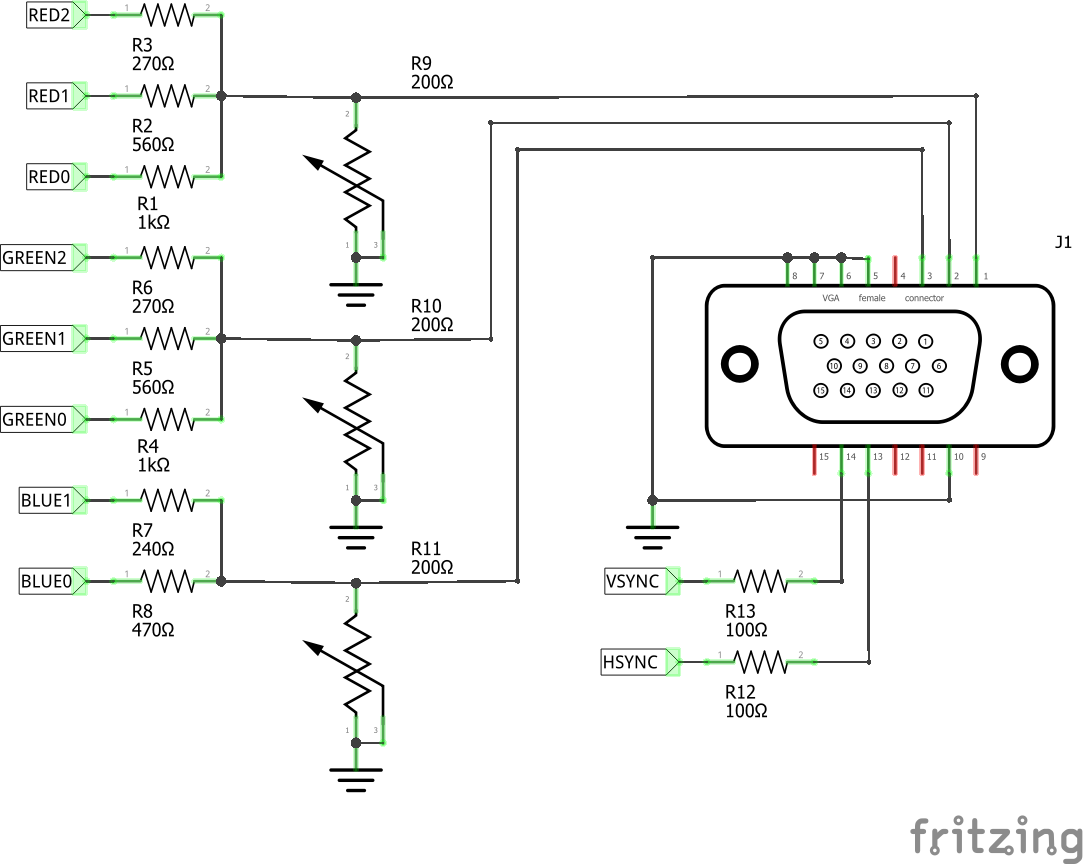 RED2
1
2
R3
270Ω
RED1
1
2
R2
560Ω
RED0
1
2
R1
1kΩ
GREEN2
1
2
R6
270Ω
GREEN1
1
2
R5
560Ω
GREEN0
1
2
R4
1kΩ
BLUE1
1
2
R7
240Ω
BLUE0
1
2
R8
470Ω
R9
200Ω
2
1
3
R10
200Ω
2
1
3
R11
200Ω
2
1
3
J1
8
7
6
5
4
3
2
1
VGA female connector
5 4 3 2 1
10 9 8 7 6
15 14 13 12 11
15
14
13
12
11
10
9
VSYNC
1
2
R13
100Ω
HSYNC
1
2
R12
100Ω
fritzing